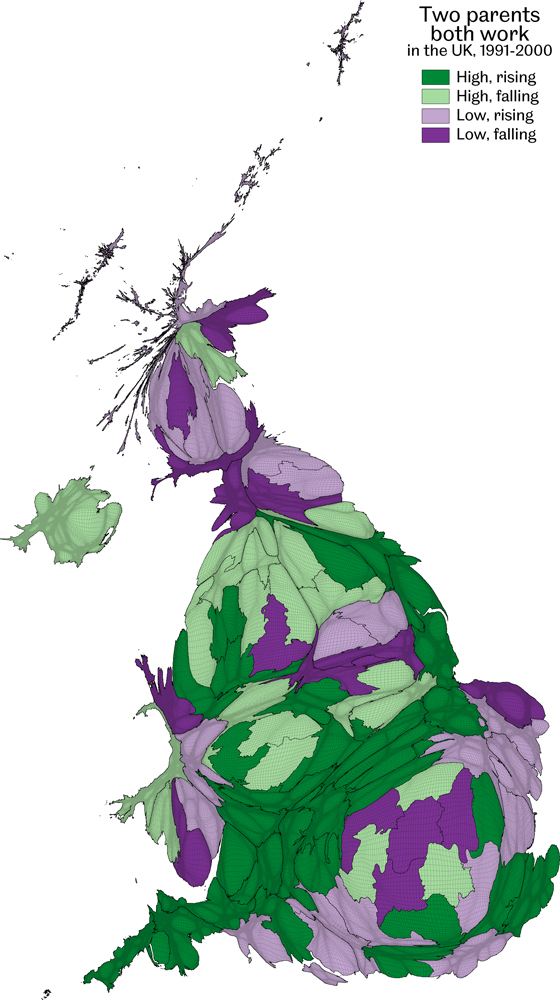 Two parents
both work
in the UK, 1991-2000
High, rising
High, falling
Low, rising
Low, falling